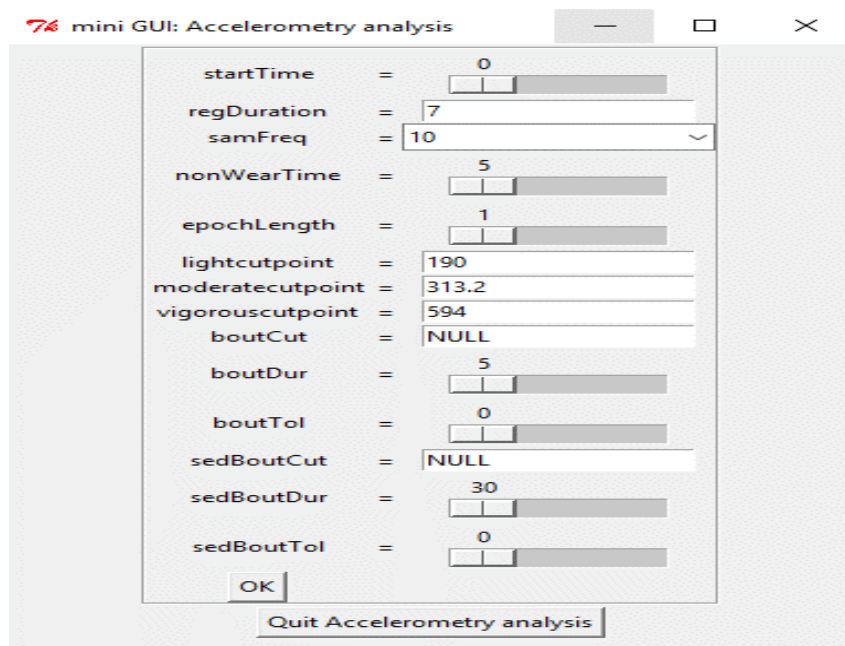 mini GUI: Accelerometry analysis
startTime = 0
regDuration = 7
samFreq = 10
nonWearTime = 5
epochLength = 1
lightcutpoint = 190
moderatecutpoint = 313.2
vigorouscutpoint = 594
boutCut = NULL
boutDur = 5
boutTol = 0
sedBoutCut = NULL
sedBoutDur = 30
sedBoutTol = 0
OK
Quit Accelerometry analysis